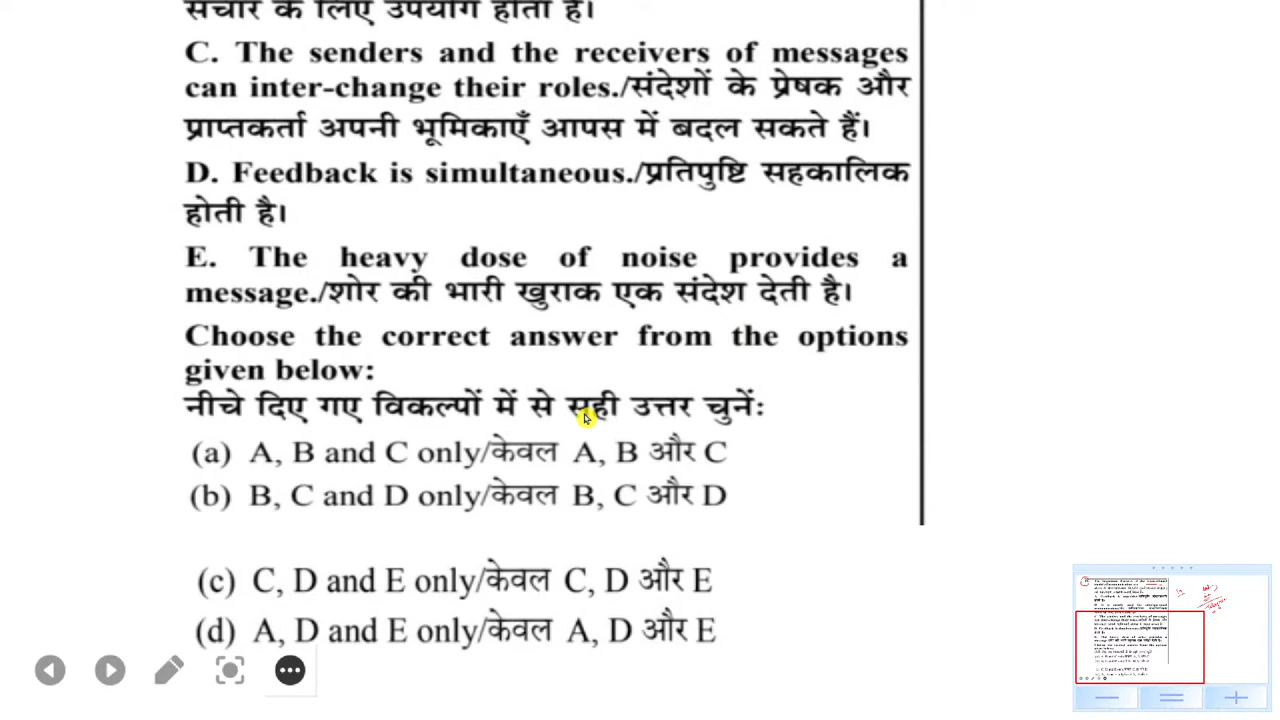 संचार के लिए उपयोग होता है।
C. The senders and the receivers of messages
can inter-change their roles./संदेशों के प्रेषक और
प्राप्तकर्ता अपनी भूमिकाएँ आपस में बदल सकते हैं।
D. Feedback is simultaneous./प्रतिपुष्टि सहकालिक
होती है।
E. The heavy dose of noise provides a
message./शोर की भारी खुराक एक संदेश देती है।
Choose the correct answer from the options
given below:
नीचे दिए गए विकल्पों में से सही उत्तर चुनें:
(a) A, B and C only/केवल A, B और C
(b) B, C and D only/केवल B, C और D
(c) C, D and E only/केवल C, D और E
(d) A, D and E only/केवल A, D और E